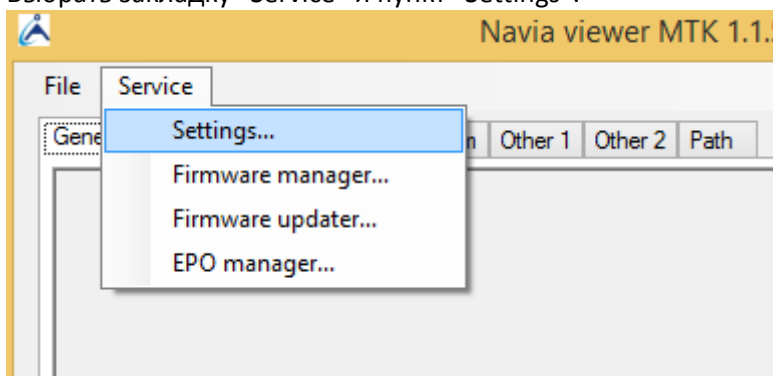 Выбрать закладку "Service" и пункт "Settings".
Navia viewer MTK 1.1.
File Service
Settings...
Other 1 Other 2 Path
Firmware manager...
Firmware updater...
EPO manager...